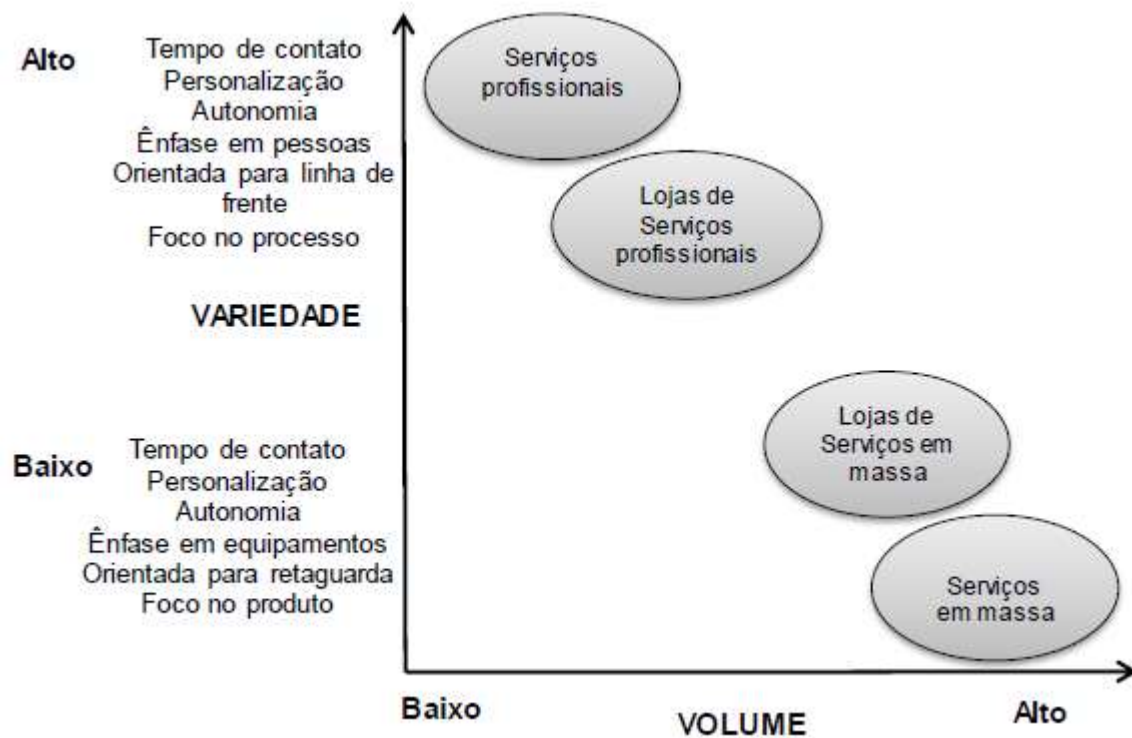 Alto
Tempo de contato
Personalização
Autonomia
Ênfase em pessoas
Orientada para linha de
frente
Foco no processo
Serviços
profissionais
Lojas de
Serviços
profissionais
VARIEDADE
Baixo
Tempo de contato
Personalização
Autonomia
Ênfase em equipamentos
Orientada para retaguarda
Foco no produto
Lojas de
Serviços em
massa
Serviços
em massa
Baixo
VOLUME
Alto